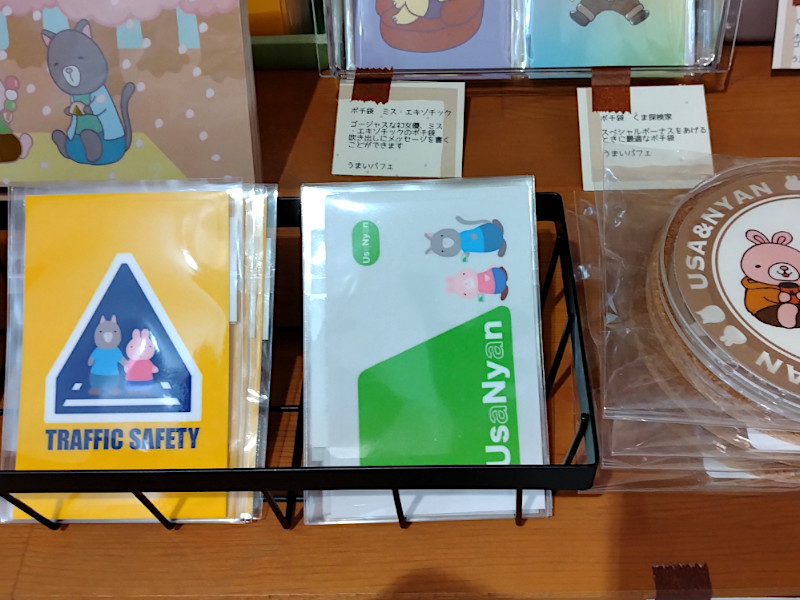 ポチ袋 ミス・エキゾチック
ゴージャスな幻女優、ミス
・エキゾチックのポチ袋
吹き出しにメッセージを書く
ことができます
うまいパフェ
ポチ袋 くま探検家
スペシャルボーナスをあげる
ときに最適なポチ袋
うまいパフェ
TRAFFIC SAFETY
UsaNyan
UsaNyan
USA&NYAN